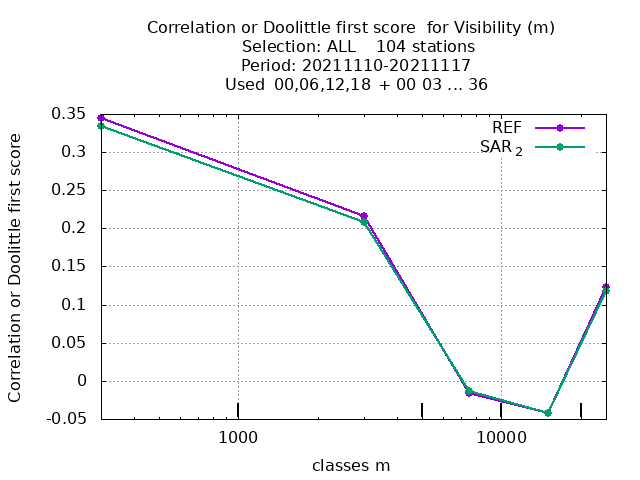 Correlation or Doolittle first score  for Visibility (m)
Selection: ALL    104 stations
Period: 20211110-20211117
Used  00,06,12,18  + 00 03 ... 36
Correlation or Doolittle first score
0.35
0.3
0.25
0.2
0.15
0.1
0.05
0
-0.05
REF
SAR 2
1000
10000
classes m